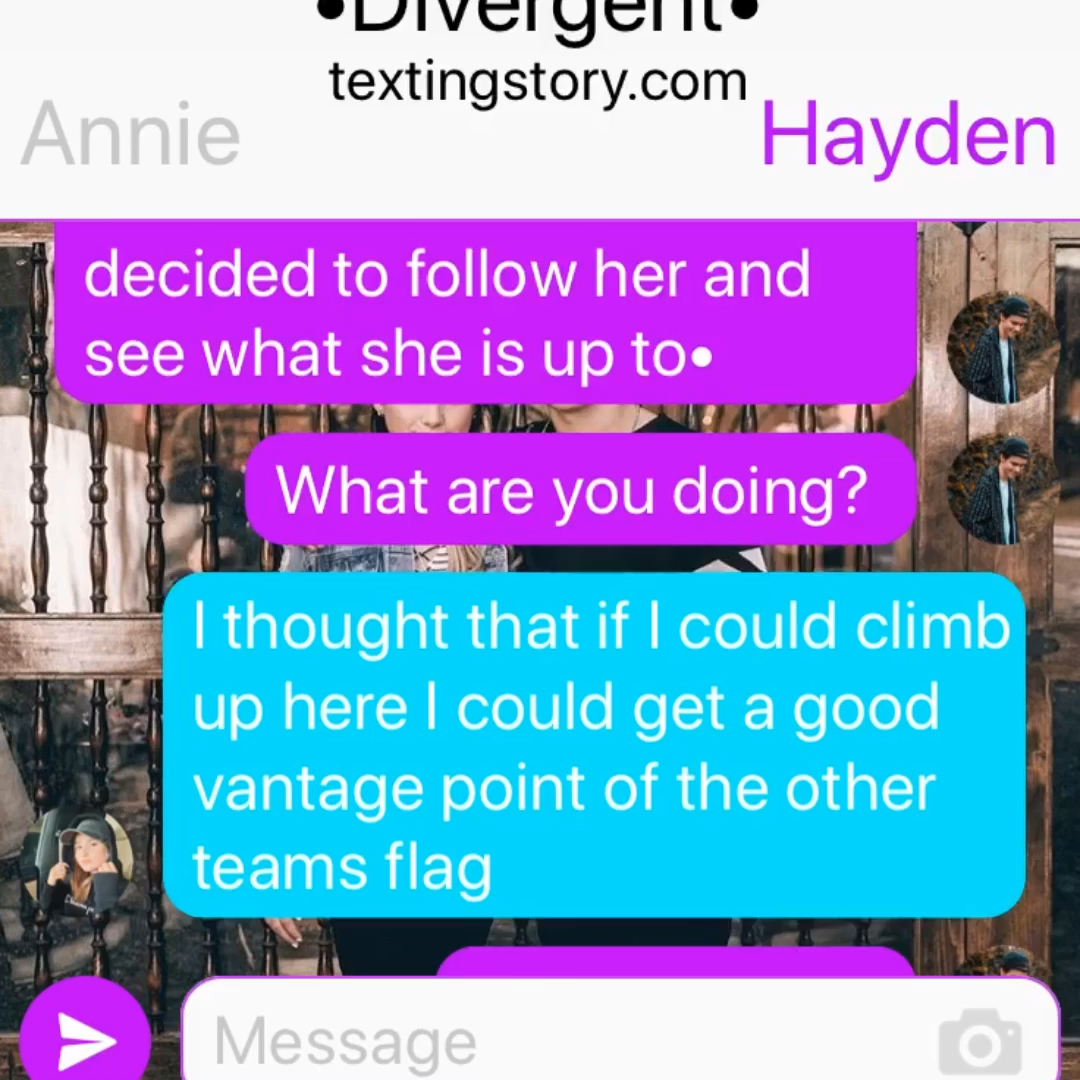 •Divergent•
textingstory.com
Annie
Hayden
decided to follow her and
see what she is up to•
What are you doing?
I thought that if I could climb
up here I could get a good
vantage point of the other
teams flag
Message